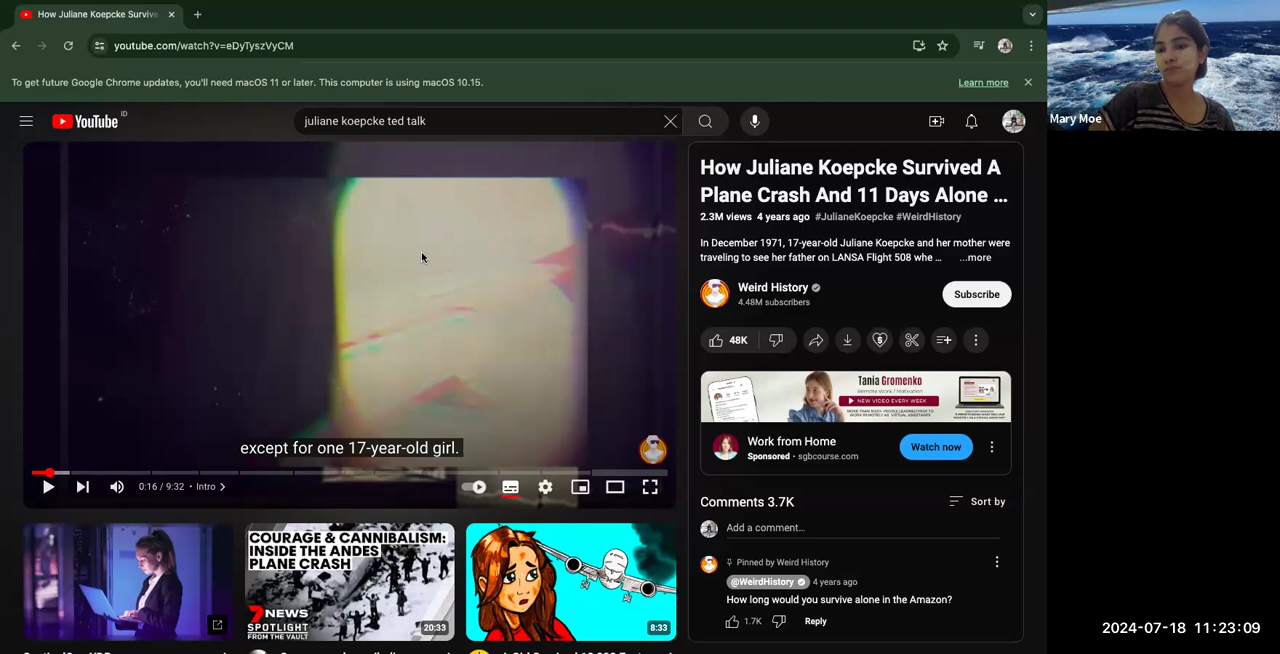 How Juliane Koepcke Survive
youtube.com/watch?v=eDyTyszVyCM
To get future Google Chrome updates, you'll need macOS 11 or later. This computer is using macOS 10.15.
Learn more
YouTube ID
juliane koepcke ted talk
Mary Moe
How Juliane Koepcke Survived A
Plane Crash And 11 Days Alone ...
2.3M views 4 years ago #JulianeKoepcke #WeirdHistory
In December 1971, 17-year-old Juliane Koepcke and her mother were
traveling to see her father on LANSA Flight 508 whe ... ...more
Weird History
4.48M subscribers
Subscribe
48K
Tania Gromenko
NEW VIDEO EVERY WEEK
Work from Home
Sponsored · sgbcourse.com
Watch now
except for one 17-year-old girl.
0:16 / 9:32 · Intro
Comments 3.7K
Sort by
Add a comment...
Pinned by Weird History
@WeirdHistory 4 years ago
How long would you survive alone in the Amazon?
1.7K Reply
COURAGE & CANNIBALISM:
INSIDE THE ANDES
PLANE CRASH
7NEWS
SPOTLIGHT
FROM THE VAULT
20:33
8:33
2024-07-18 11:23:09